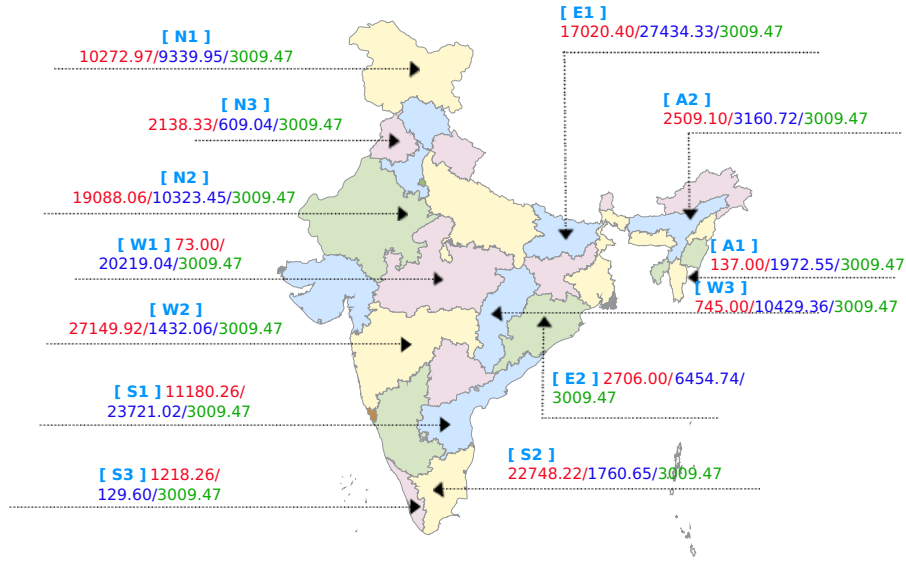 [ E1 ]
17020.40/27434.33/3009.47
[ N1 ]
10272.97/9339.95/3009.47
[ N3 ]
2138.33/609.04/3009.47
[ A2 ]
2509.10/3160.72/3009.47
[ N2 ]
19088.06/10323.45/3009.47
[ W1 ] 73.00/
20219.04/3009.47
[ A1 ]
137.00/1972.55/3009.47
[ W3 ]
745.00/10429.36/3009.47
[ W2 ]
27149.92/1432.06/3009.47
[ E2 ] 2706.00/6454.74/
3009.47
[ S1 ] 11180.26/
23721.02/3009.47
[ S2 ]
22748.22/1760.65/3009.47
[ S3 ] 1218.26/
129.60/3009.47